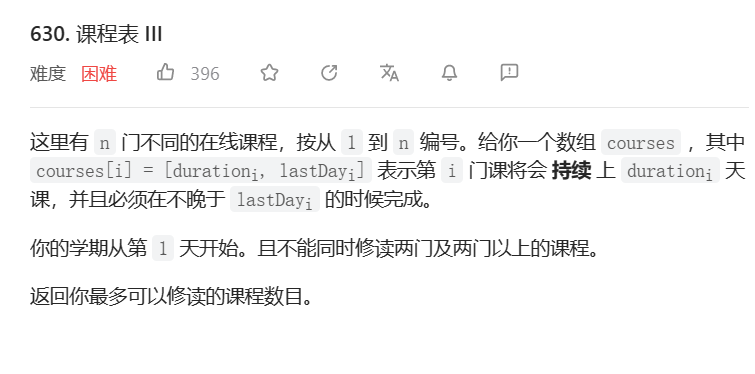 630. 课程表 III
难度 困难 396
这里有 n 门不同的在线课程，按从 1 到 n 编号。给你一个数组 courses ，其中
courses[i] = [durationi, lastDayi] 表示第 i 门课将会 持续 上 durationi 天
课，并且必须在不晚于 lastDayi 的时候完成。
你的学期从第 1 天开始。且不能同时修读两门及两门以上的课程。
返回你最多可以修读的课程数目。